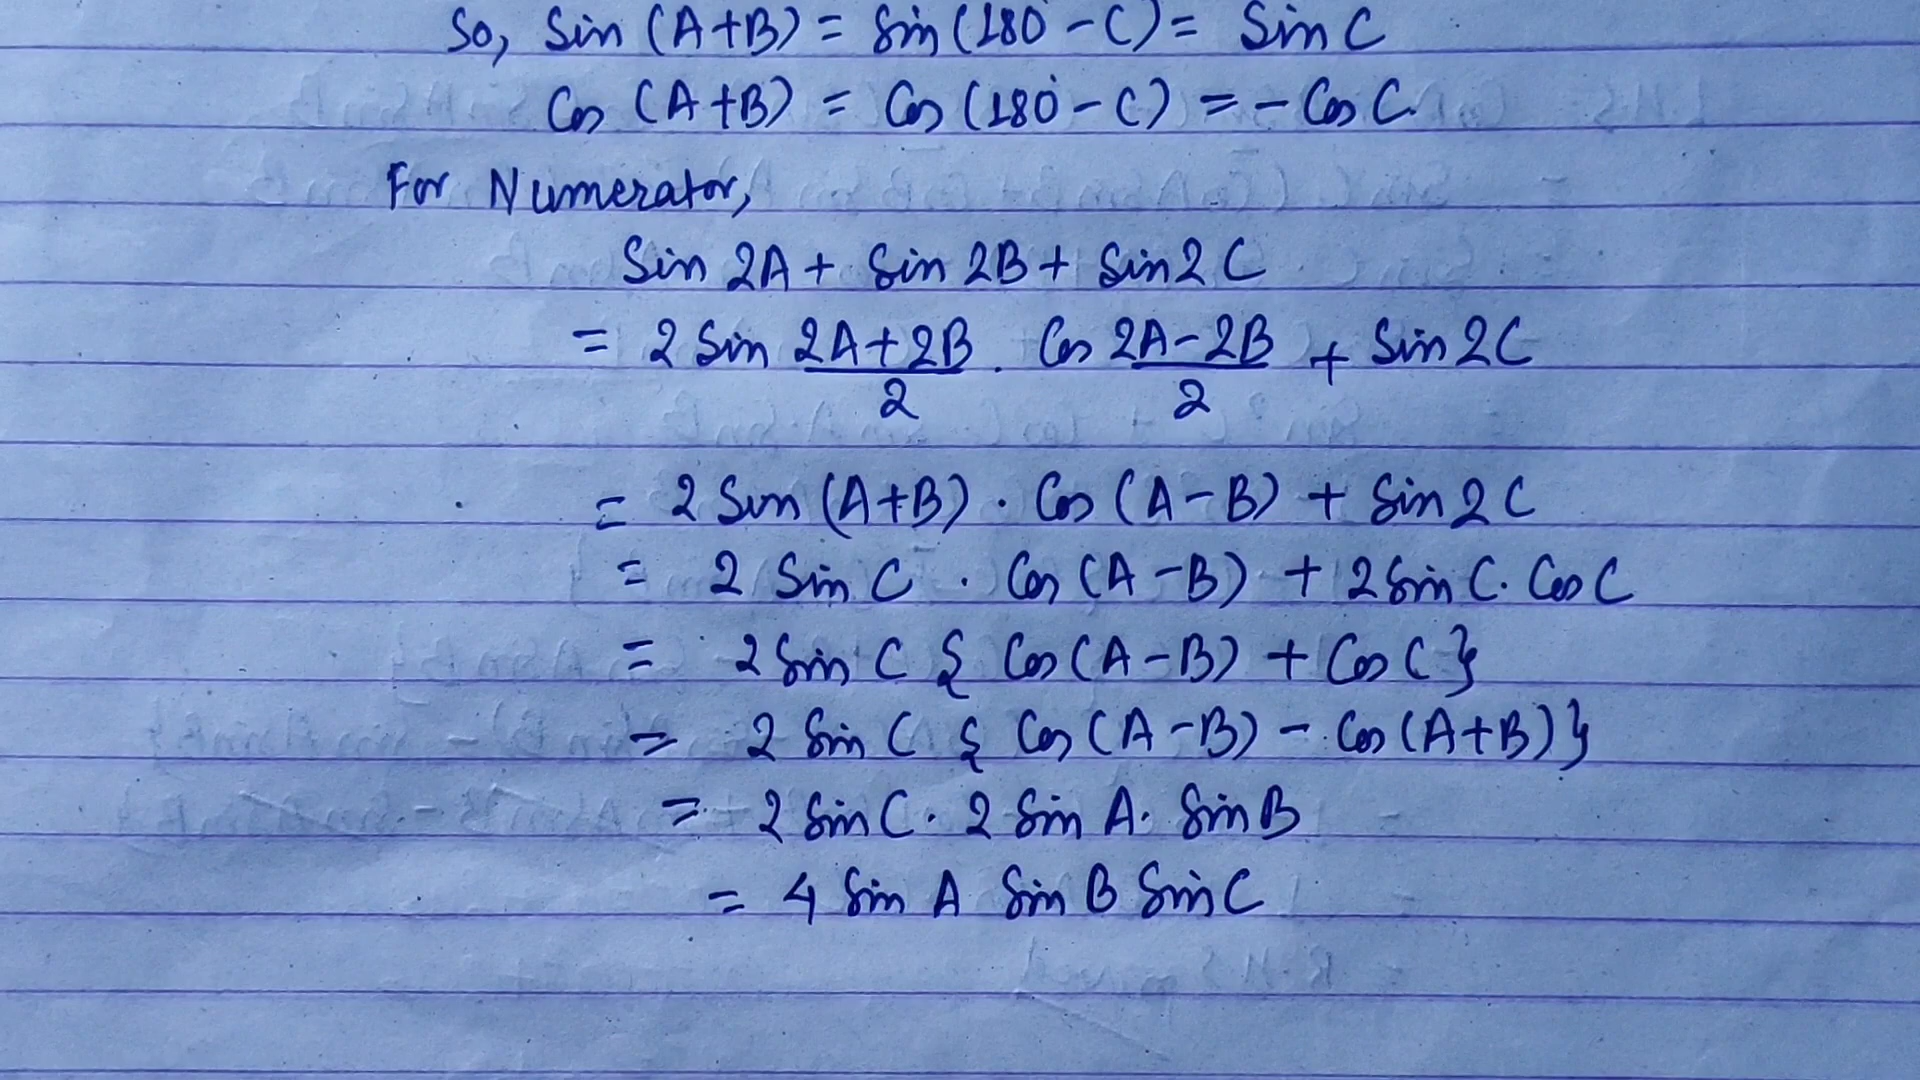 So, Sin (A+B) = Sin (180° - C) = Sin C
Cos (A+B) = Cos (180° - C) = - Cos C.
For Numerator,
Sin 2A + Sin 2B + Sin 2C
= 2 Sin (2A+2B)/2 . Cos (2A-2B)/2 + Sin 2C
= 2 Sin (A+B) . Cos (A-B) + Sin 2C
= 2 Sin C . Cos (A-B) + 2 Sin C. Cos C
= 2 Sin C { Cos (A-B) + Cos C }
= 2 Sin C { Cos (A-B) - Cos (A+B) }
= 2 Sin C. 2 Sin A. Sin B
= 4 Sin A Sin B Sin C